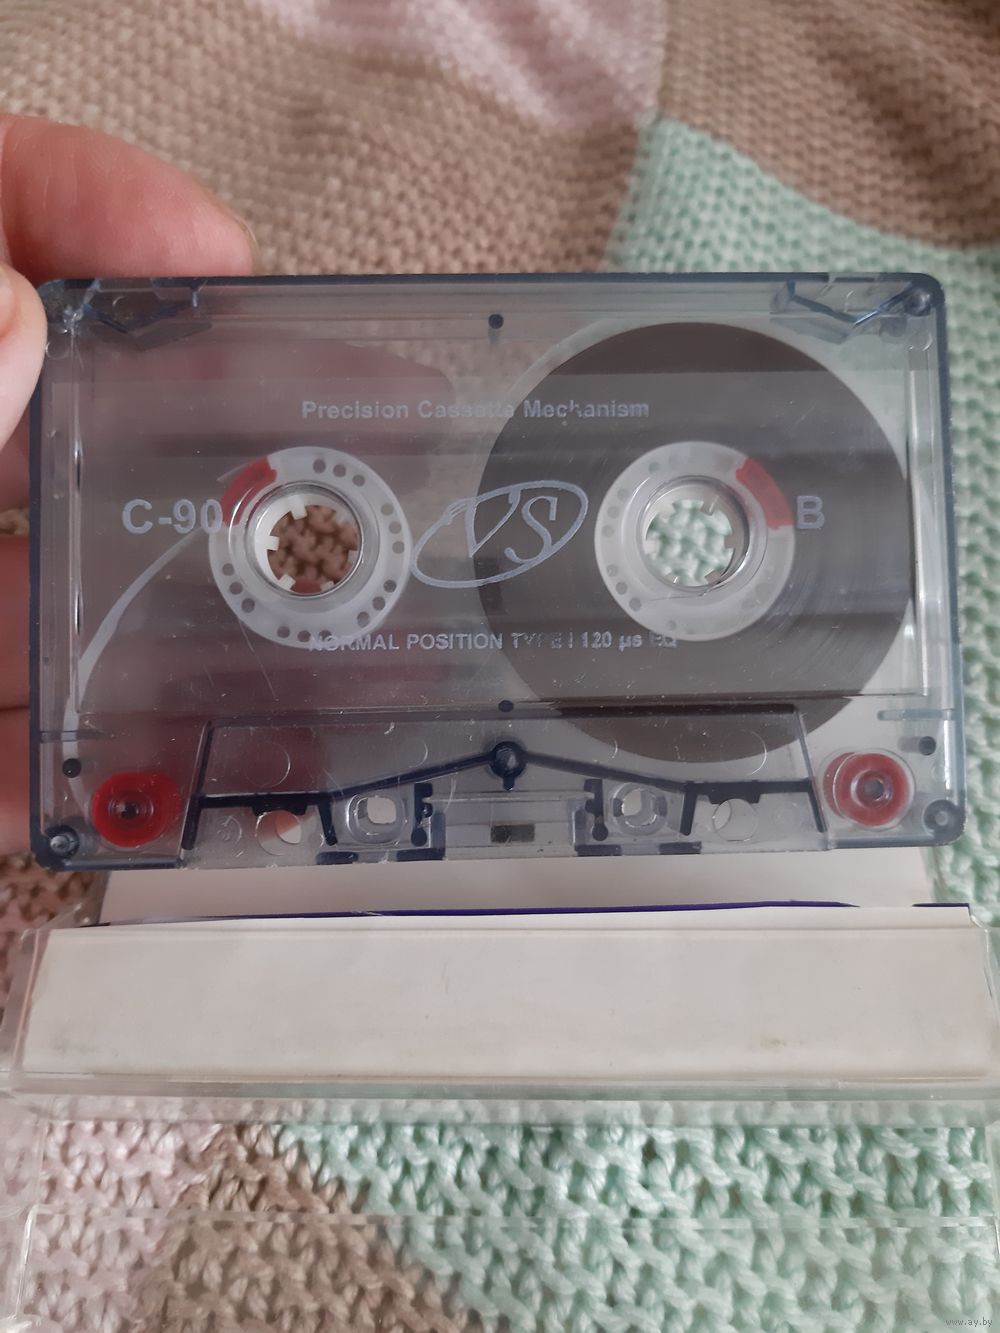 Precision Cassette Mechanism
C-90
VS
B
NORMAL POSITION TYPE I 120 µs EQ
www.ay.by